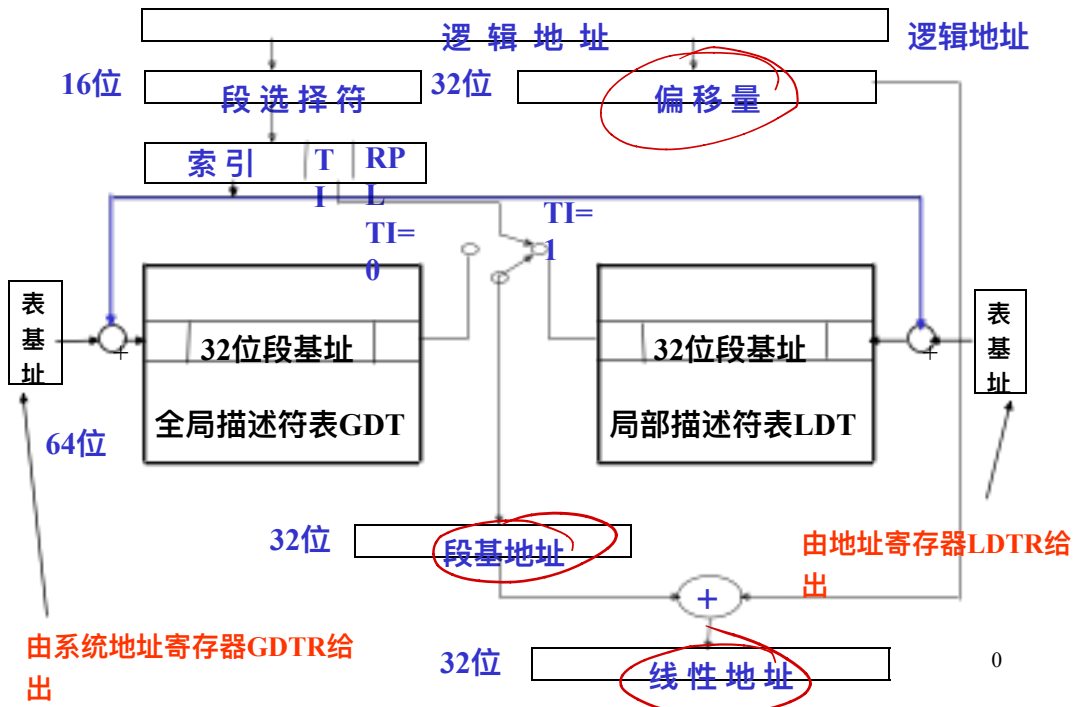 逻 辑 地 址
逻辑地址
16位
段 选 择 符
32位
偏 移 量
索 引
T
I
RP
L
TI=
0
TI=
1
表
基
址
+
32位段基址
全局描述符表GDT
32位段基址
局部描述符表LDT
+
表
基
址
64位
32位
段基地址
由地址寄存器LDTR给
出
+
由系统地址寄存器GDTR给
出
32位
线 性 地 址
0